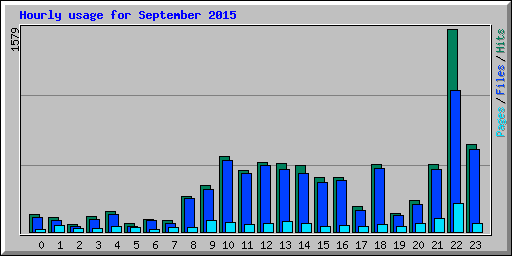 Hourly usage for September 2015
1579
Pages/Files/Hits
0 1 2 3 4 5 6 7 8 9 10 11 12 13 14 15 16 17 18 19 20 21 22 23